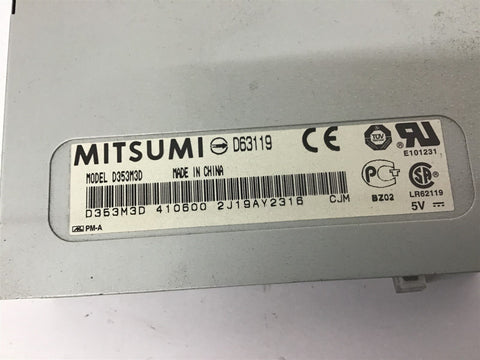 MITSUMI D63119
E101231
MODEL D353M3D MADE IN CHINA
D353M3D 410600 2J19AY2316 CJM
BZ02
LR62119
5V
PM-A